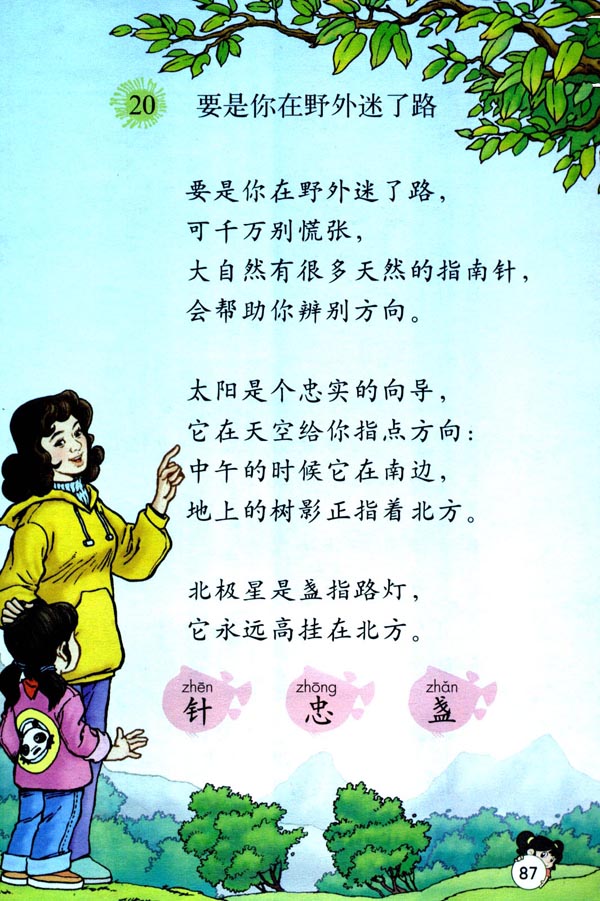 20 要是你在野外迷了路
要是你在野外迷了路，
可千万别慌张，
大自然有很多天然的指南针，
会帮助你辨别方向。
太阳是个忠实的向导，
它在天空给你指点方向：
中午的时候它在南边，
地上的树影正指着北方。
北极星是盏指路灯，
它永远高挂在北方。
zhēn zhōng zhǎn
针 忠 盏
87